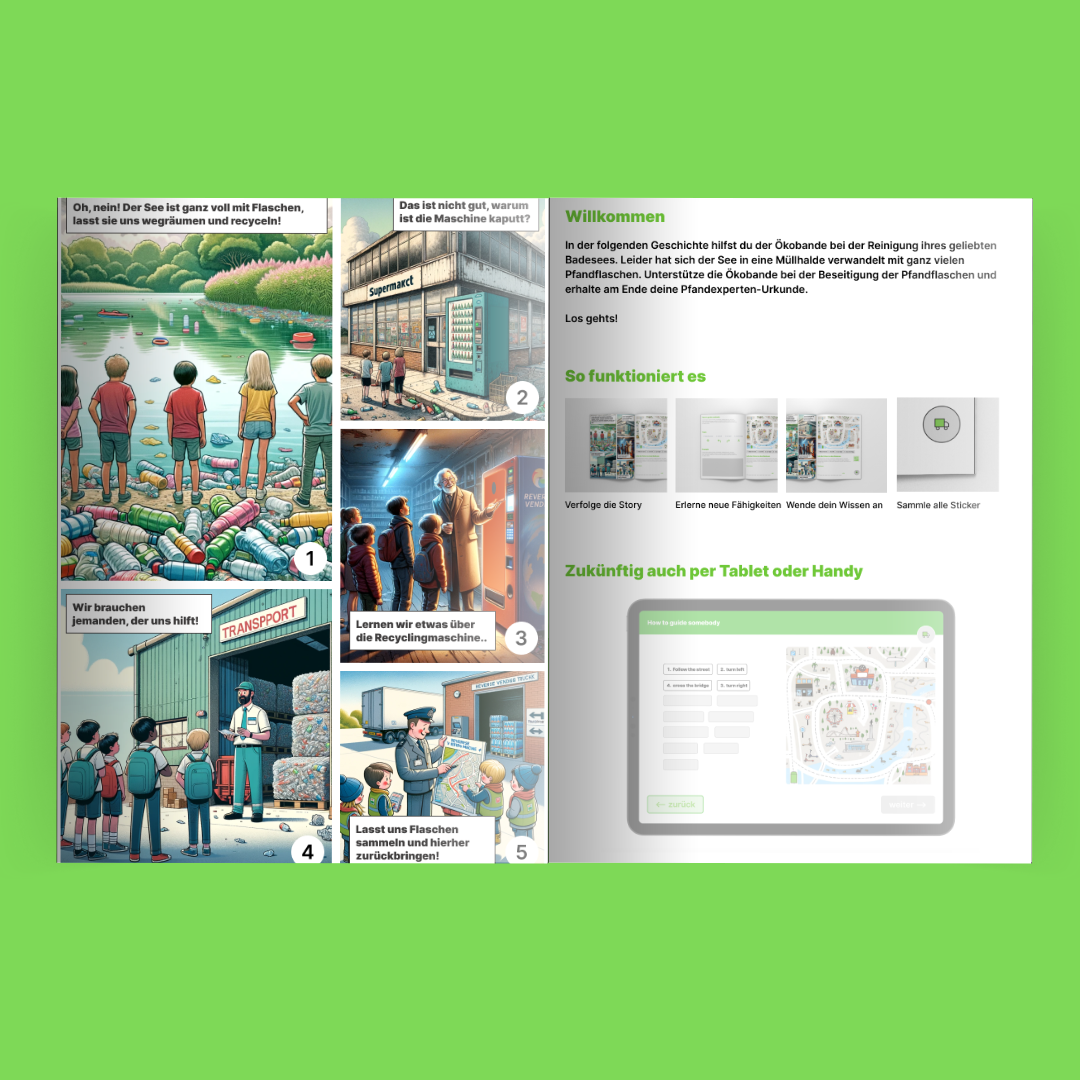 Oh, nein! Der See ist ganz voll mit Flaschen,
lasst sie uns wegräumen und recyceln!
1
Das ist nicht gut, warum
ist die Maschine kaputt?
Supermakct
2
REVER
VEND
Lernen wir etwas über
die Recyclingmaschine..
3
Wir brauchen
jemanden, der uns hilft!
TRANSPPORT
4
REVERSE VENDING TRUCKS
Lasst uns Flaschen
sammeln und hierher
zurückbringen!
5
Willkommen
In der folgenden Geschichte hilfst du der Ökobande bei der Reinigung ihres geliebten
Badesees. Leider hat sich der See in eine Müllhalde verwandelt mit ganz vielen
Pfandflaschen. Unterstütze die Ökobande bei der Beseitigung der Pfandflaschen und
erhalte am Ende deine Pfandexperten-Urkunde.
Los gehts!
So funktioniert es
Verfolge die Story
Erlerne neue Fähigkeiten
Wende dein Wissen an
Sammle alle Sticker
Zukünftig auch per Tablet oder Handy
How to guide somebody
1. Follow the street
2. turn left
4. cross the bridge
3. turn right
← zurück
weiter →